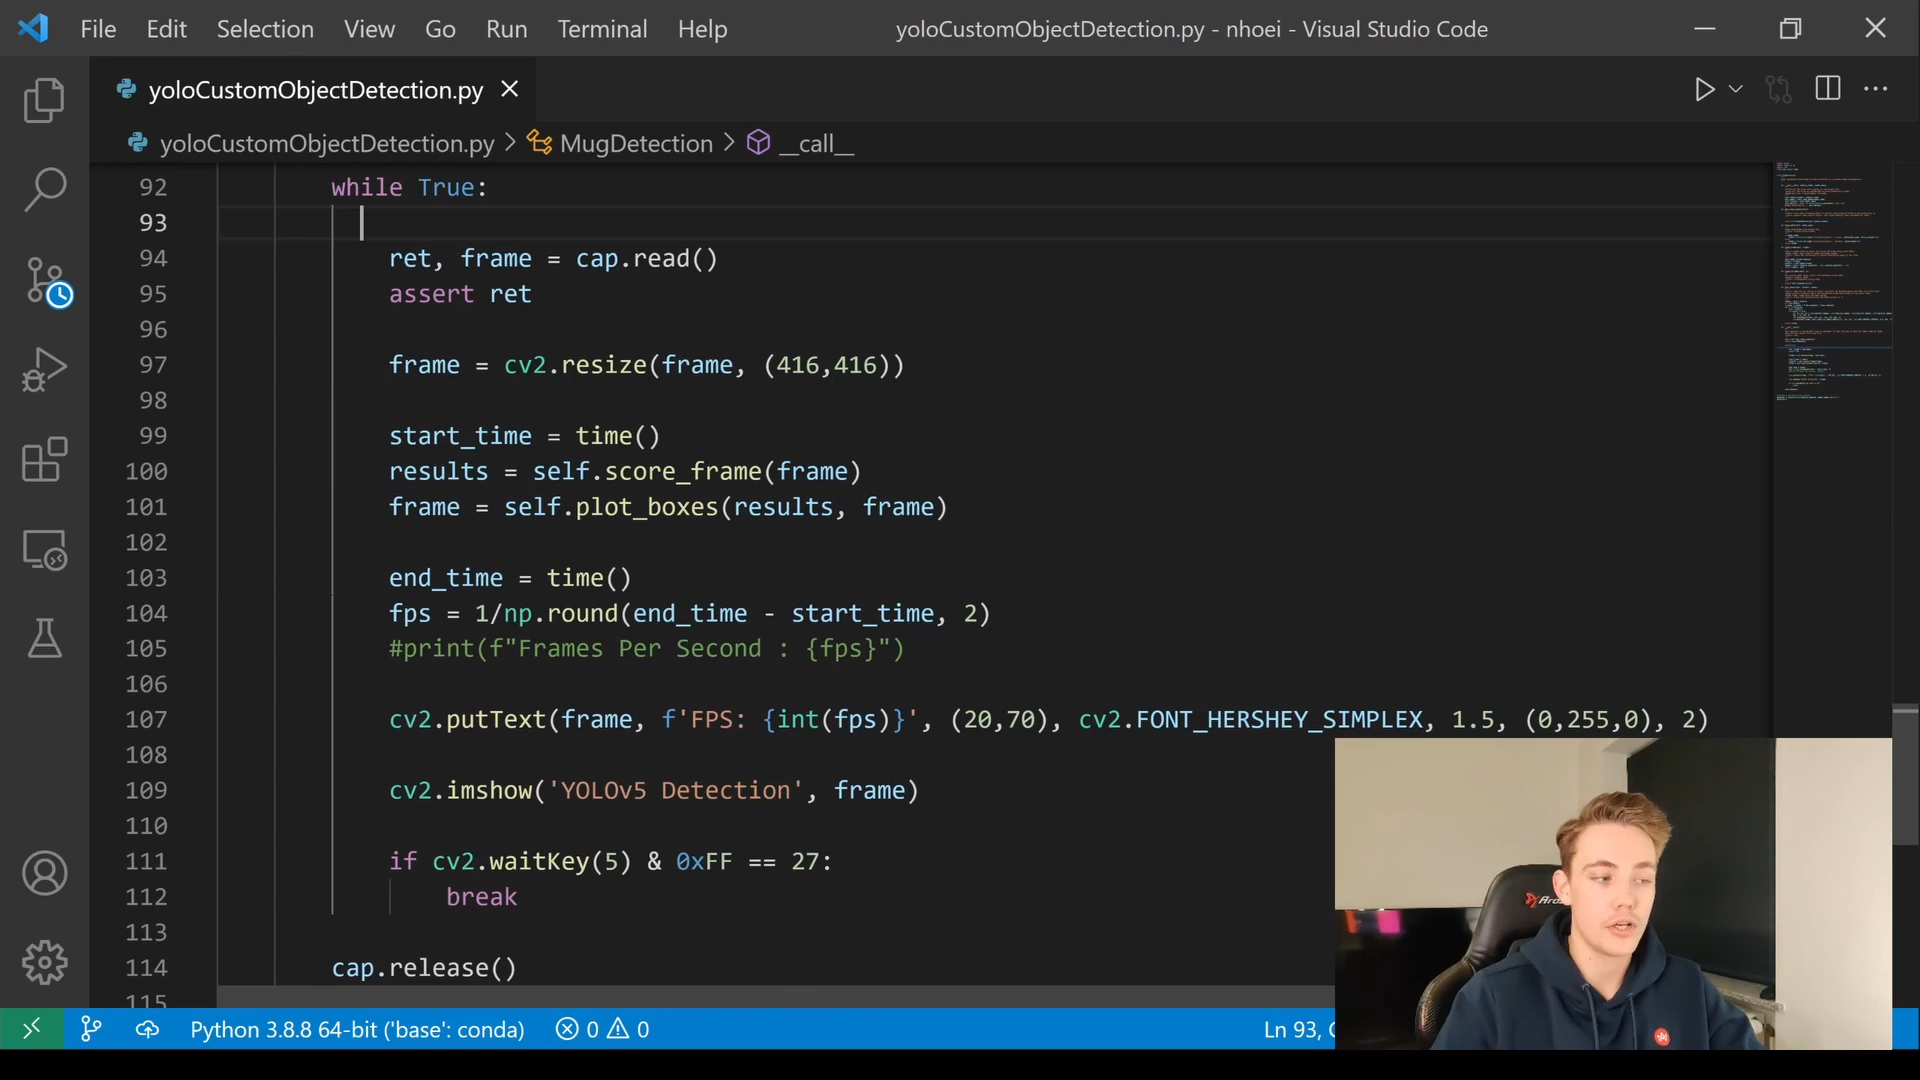 File Edit Selection View Go Run Terminal Help
yoloCustomObjectDetection.py - nhoei - Visual Studio Code
yoloCustomObjectDetection.py
yoloCustomObjectDetection.py > MugDetection > __call__
92 while True:
93
94 ret, frame = cap.read()
95 assert ret
96
97 frame = cv2.resize(frame, (416,416))
98
99 start_time = time()
100 results = self.score_frame(frame)
101 frame = self.plot_boxes(results, frame)
102
103 end_time = time()
104 fps = 1/np.round(end_time - start_time, 2)
105 #print(f"Frames Per Second : {fps}")
106
107 cv2.putText(frame, f'FPS: {int(fps)}', (20,70), cv2.FONT_HERSHEY_SIMPLEX, 1.5, (0,255,0), 2)
108
109 cv2.imshow('YOLOv5 Detection', frame)
110
111 if cv2.waitKey(5) & 0xFF == 27:
112 break
113
114 cap.release()
115
Python 3.8.8 64-bit ('base': conda) 0 0 Ln 93,